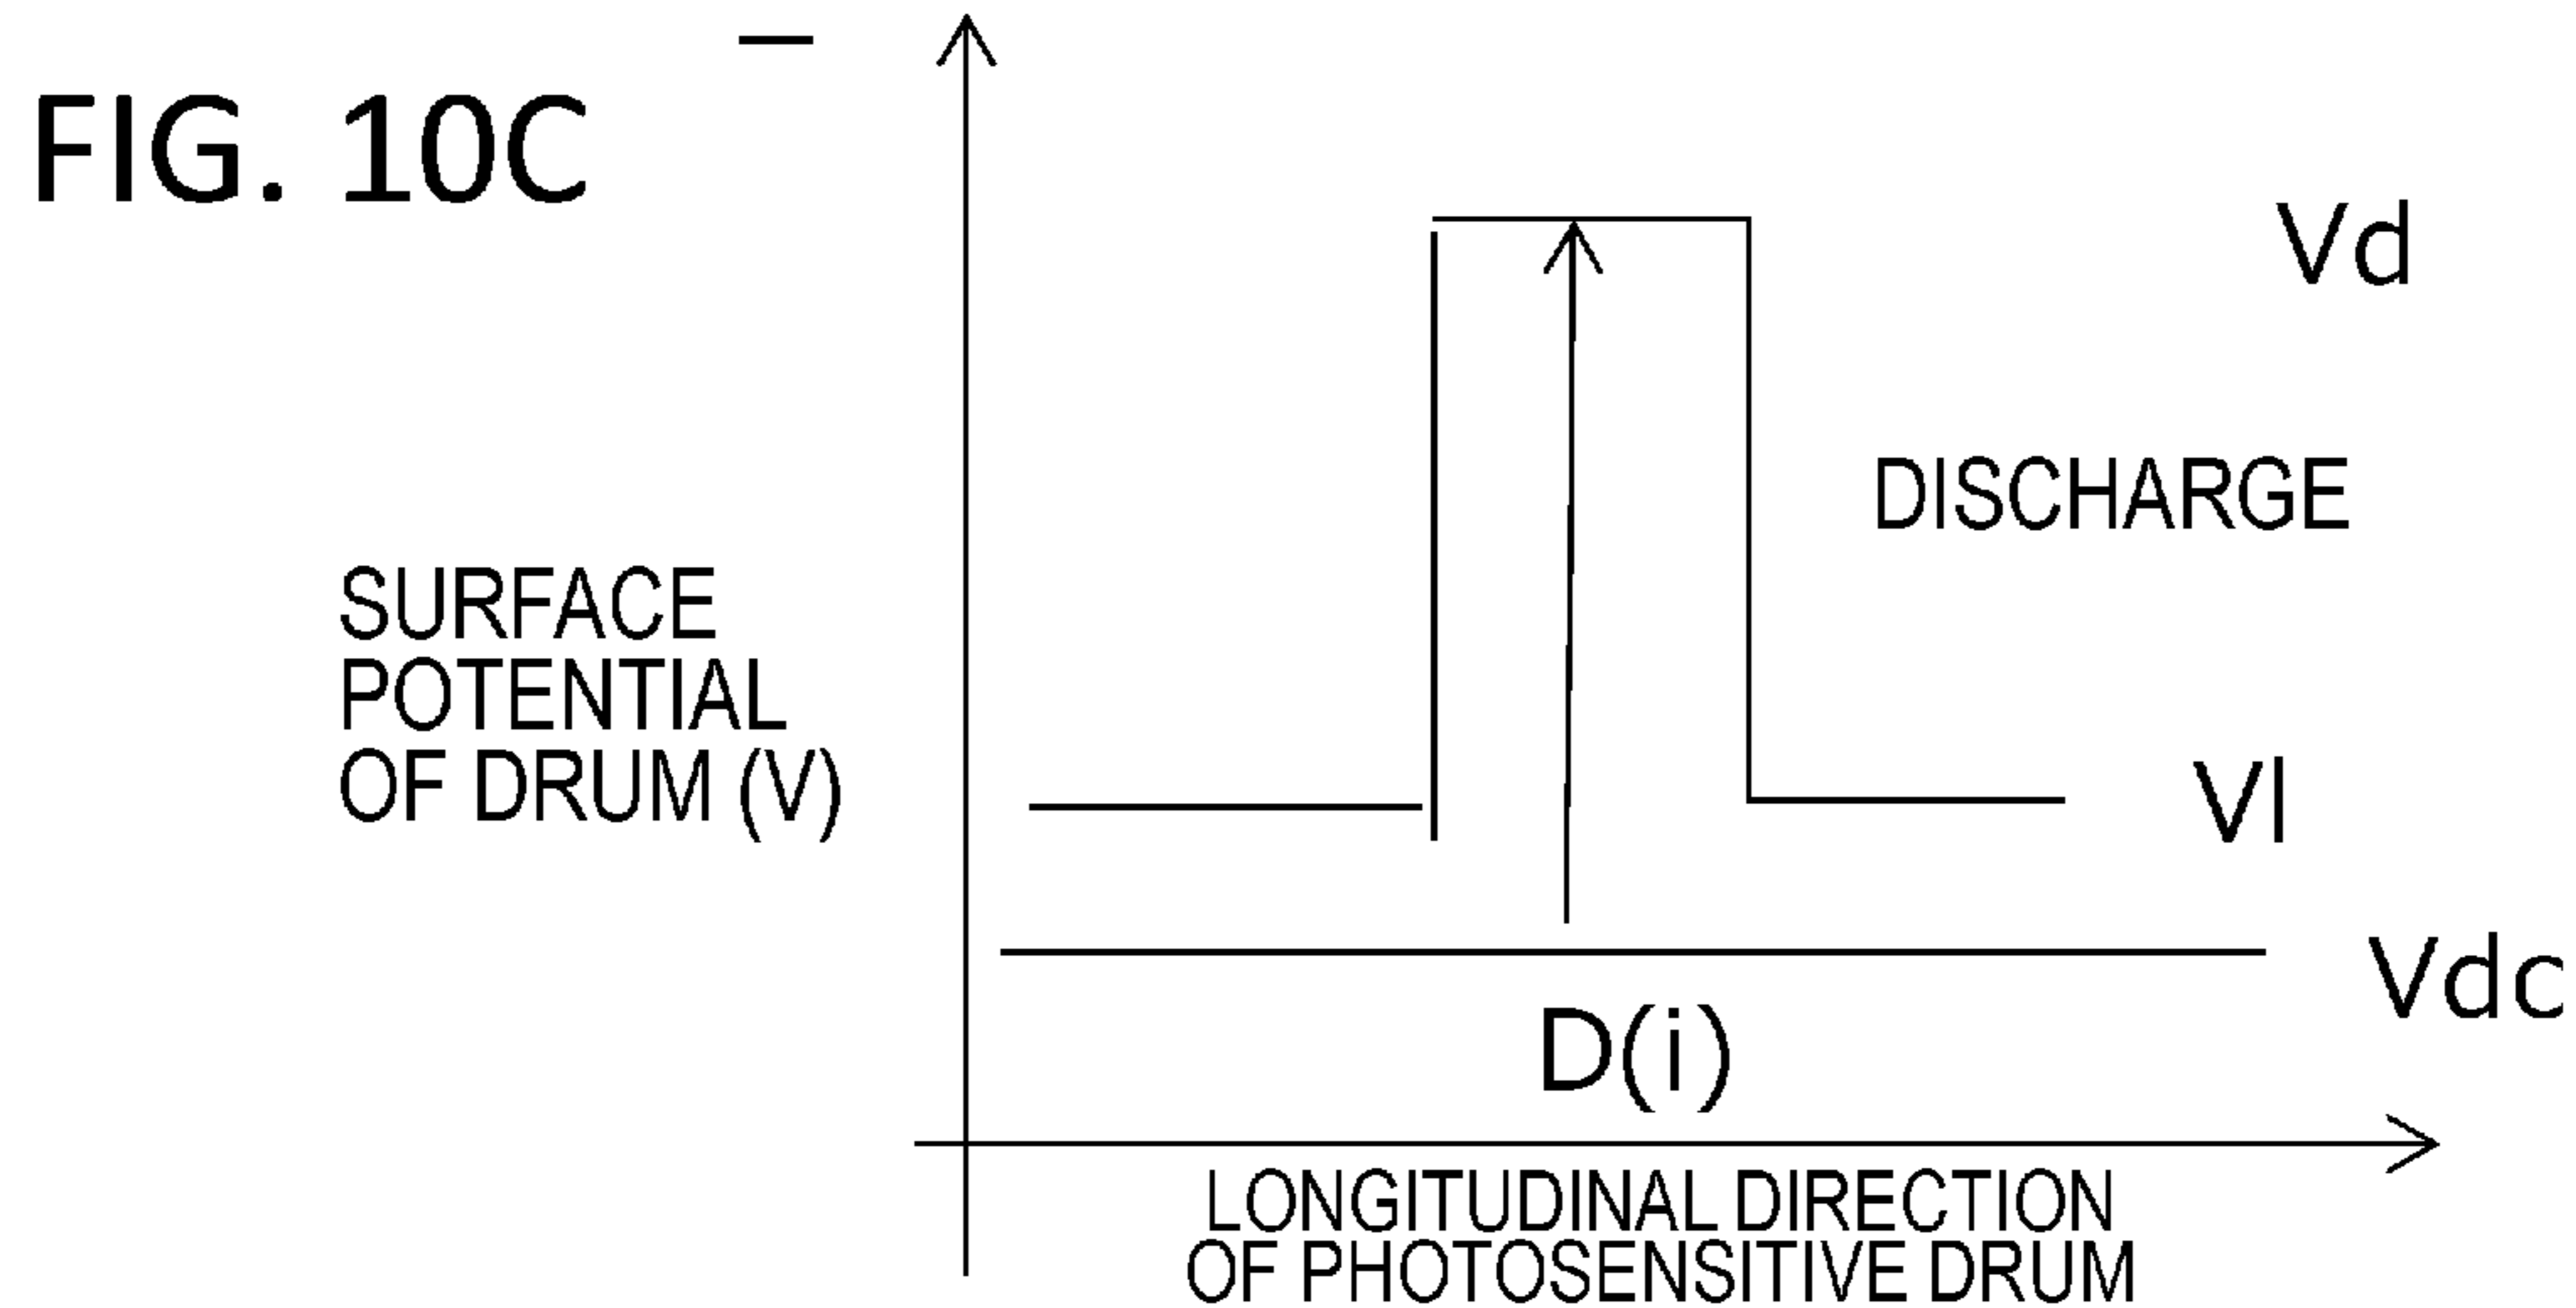 —
FIG. 10C
Vd
DISCHARGE
SURFACE
POTENTIAL
OF DRUM (V)
Vl
Vdc
D(i)
LONGITUDINAL DIRECTION
OF PHOTOSENSITIVE DRUM